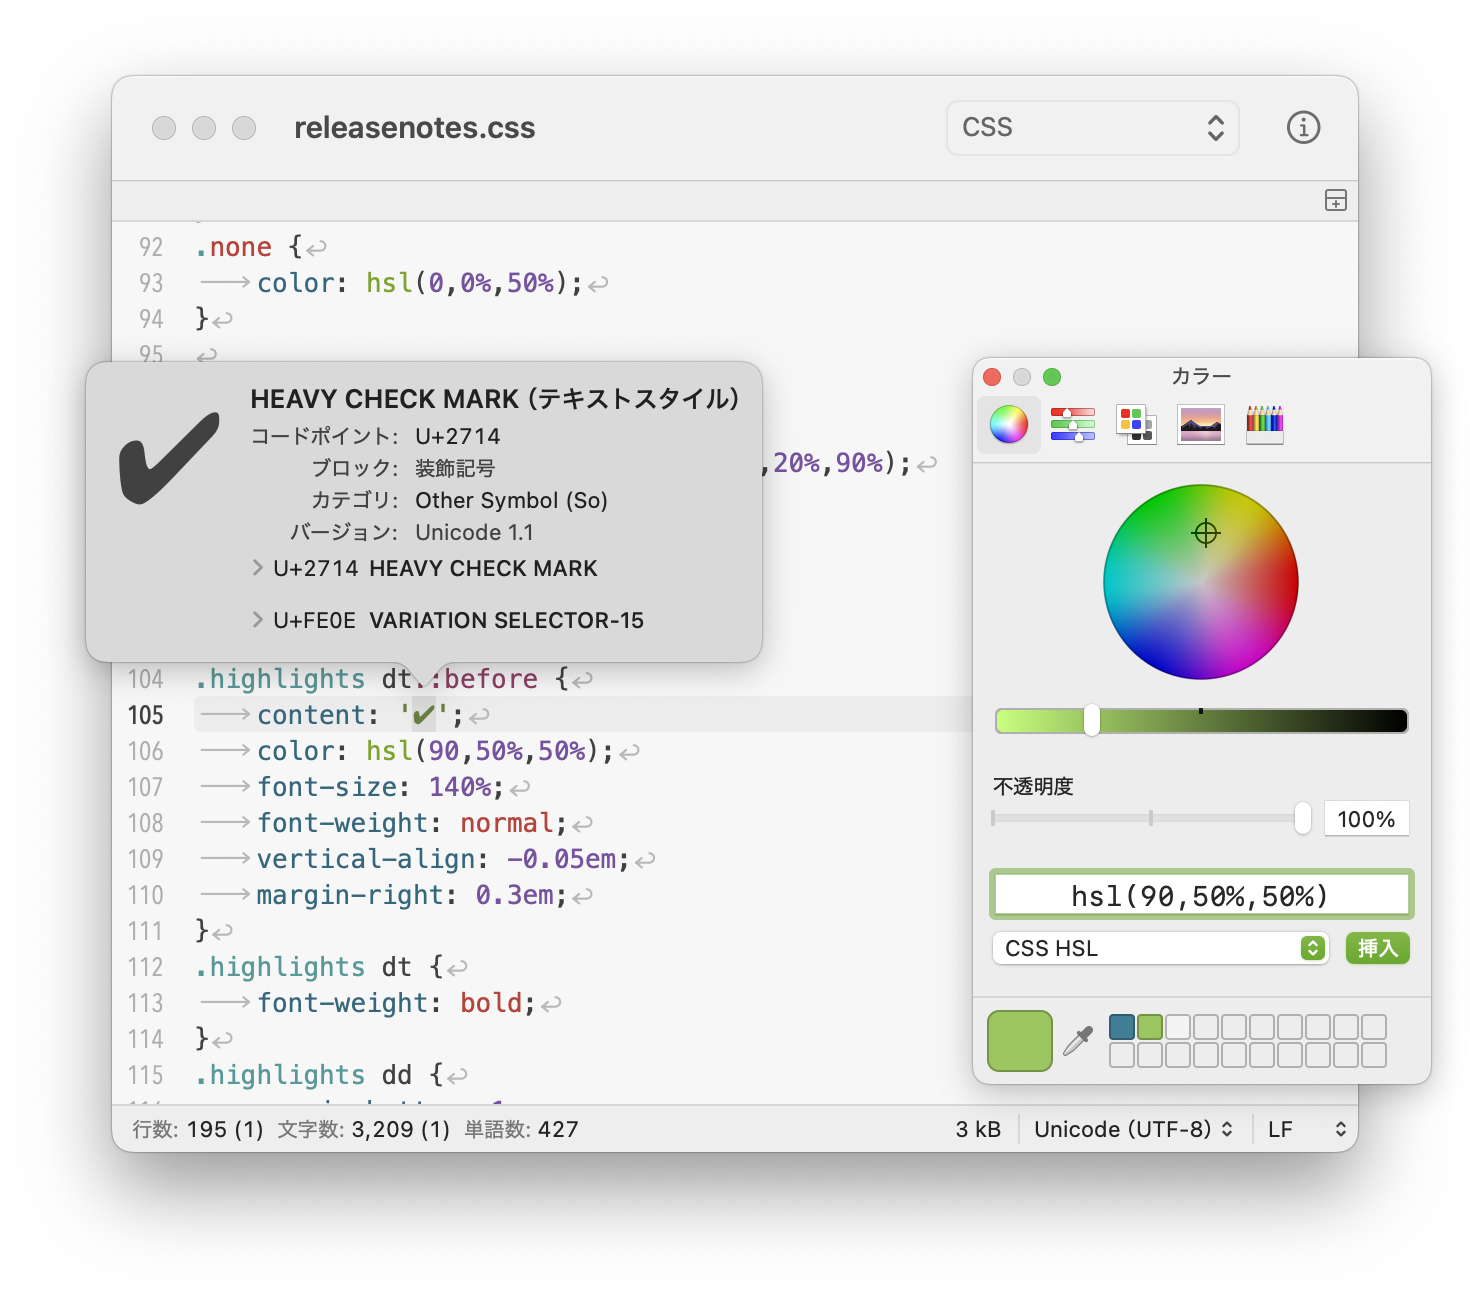 releasenotes.css
CSS
92 .none {
93 color: hsl(0,0%,50%);
94 }
95
,20%,90%);
HEAVY CHECK MARK (テキストスタイル)
コードポイント: U+2714
ブロック: 装飾記号
カテゴリ: Other Symbol (So)
バージョン: Unicode 1.1
U+2714 HEAVY CHECK MARK
U+FE0E VARIATION SELECTOR-15
104 .highlights dt::before {
105 content: '✔︎';
106 color: hsl(90,50%,50%);
107 font-size: 140%;
108 font-weight: normal;
109 vertical-align: -0.05em;
110 margin-right: 0.3em;
111 }
112 .highlights dt {
113 font-weight: bold;
114 }
115 .highlights dd {
行数: 195 (1) 文字数: 3,209 (1) 単語数: 427
3 kB Unicode (UTF-8) LF
カラー
不透明度
100%
hsl(90,50%,50%)
CSS HSL
挿入